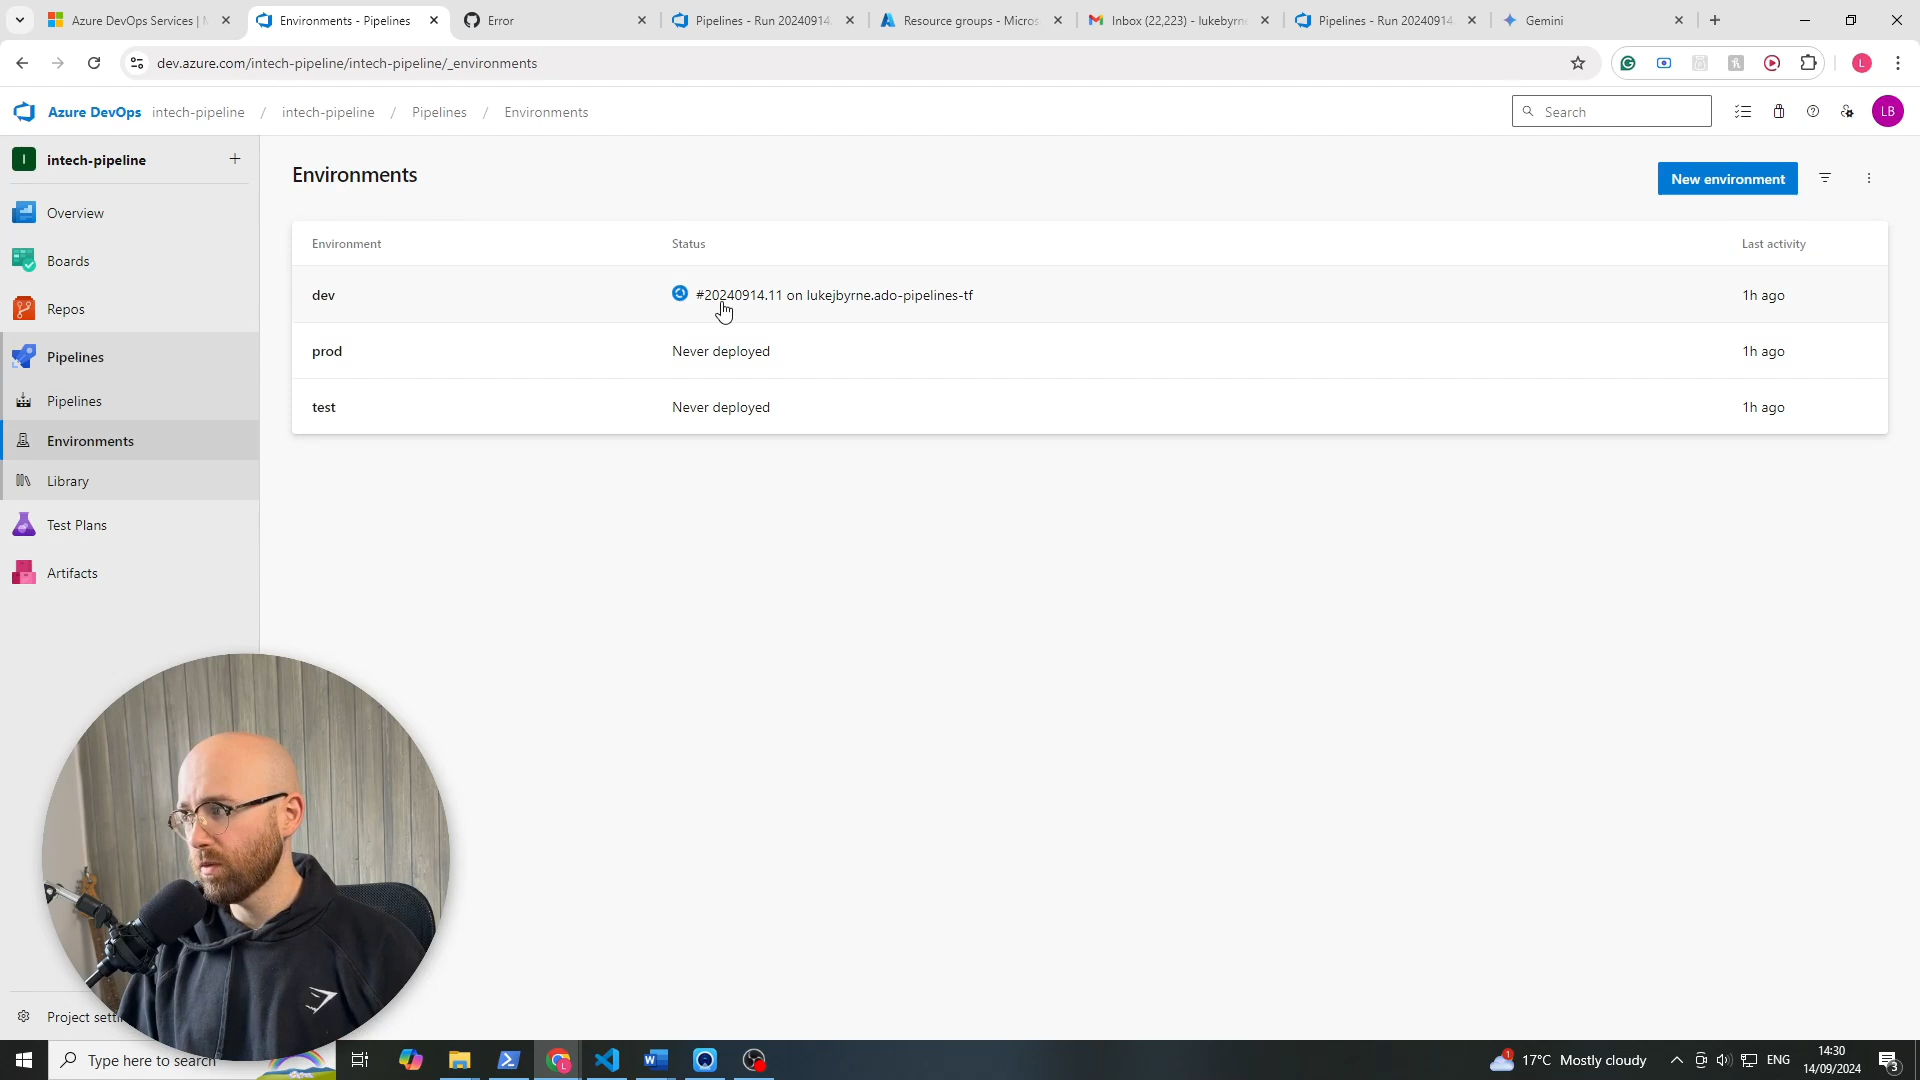 Azure DevOps Services | M
Environments - Pipelines
Error
Pipelines - Run 20240914.
Resource groups - Micros
Inbox (22,223) - lukebyrne
Pipelines - Run 20240914
Gemini
dev.azure.com/intech-pipeline/intech-pipeline/_environments
L
Azure DevOps intech-pipeline / intech-pipeline / Pipelines / Environments
Search
LB
I intech-pipeline
Overview
Boards
Repos
Pipelines
Pipelines
Environments
Library
Test Plans
Artifacts
Environments
New environment
Environment Status Last activity
dev #20240914.11 on lukejbyrne.ado-pipelines-tf 1h ago
prod Never deployed 1h ago
test Never deployed 1h ago
Project setti
Type here to search
L
1
17°C Mostly cloudy
ENG
14:30
14/09/2024
3